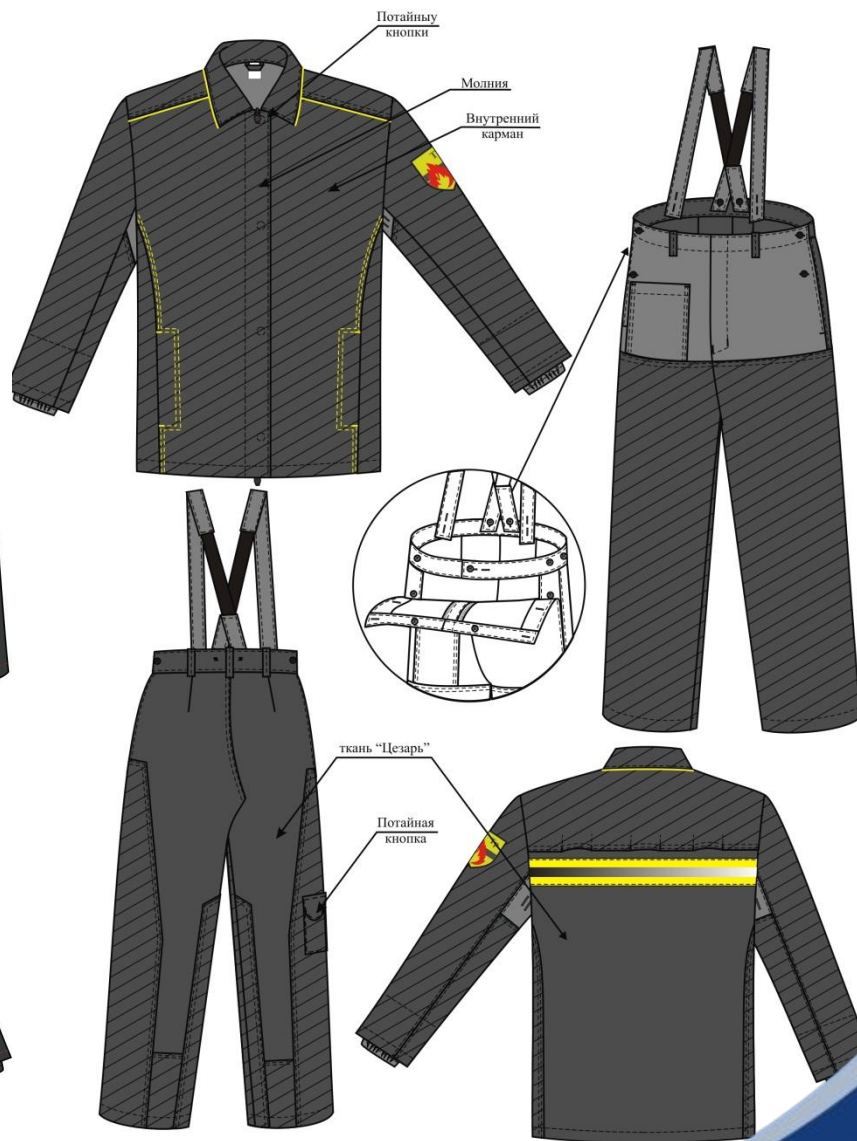 Потайныу
кнопки
Молния
Внутренний
карман
ткань “Цезарь”
Потайная
кнопка